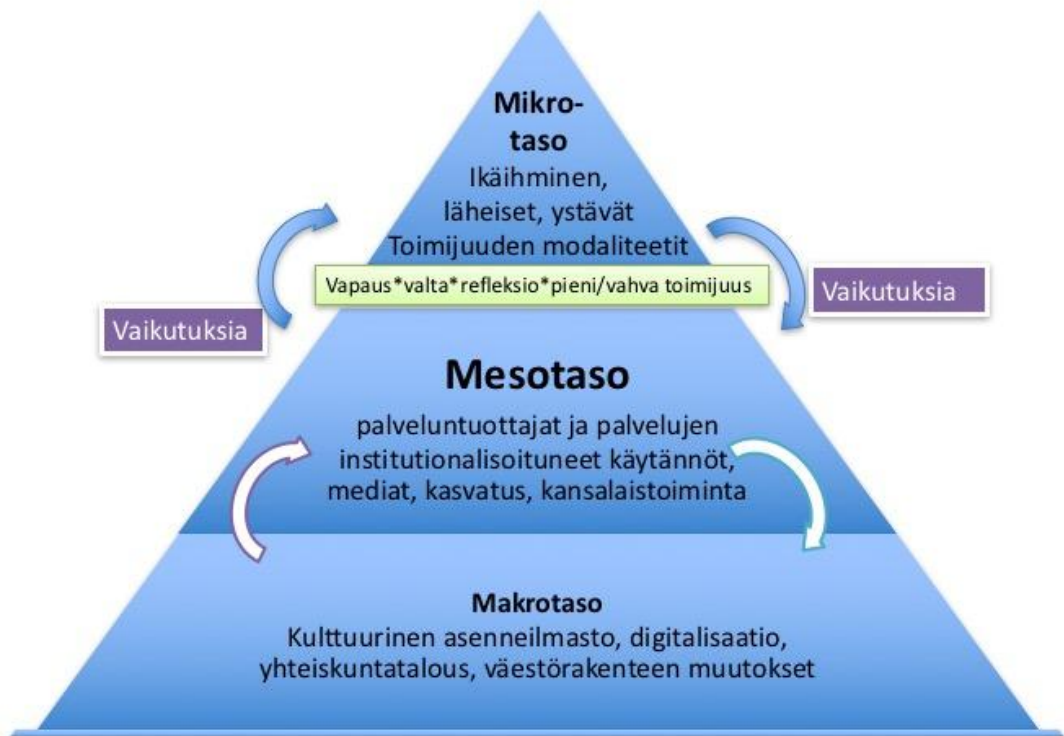 Mikro-
taso
Ikäihminen,
läheiset, ystävät
Toimijuuden modaliteetit
Vapaus*valta*refleksio*pieni/vahva toimijuus
Vaikutuksia
Vaikutuksia
Mesotaso
palveluntuottajat ja palvelujen
institutionalisoituneet käytännöt,
mediat, kasvatus, kansalaistoiminta
Makrotaso
Kulttuurinen asenneilmasto, digitalisaatio,
yhteiskuntatalous, väestörakenteen muutokset